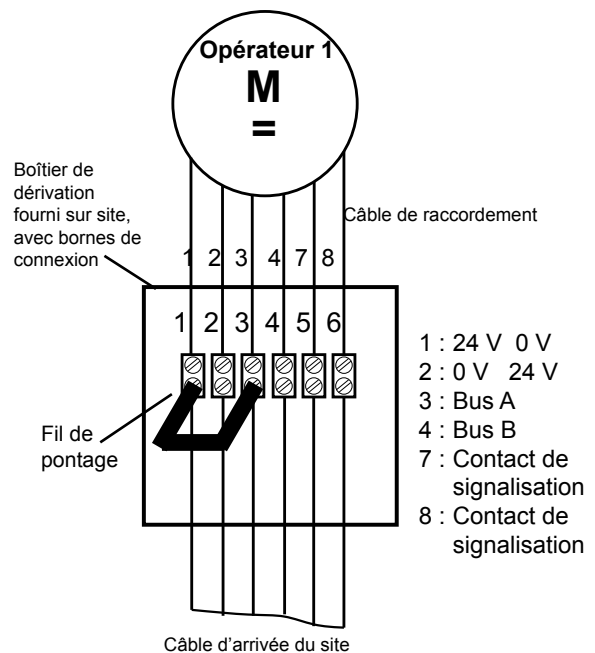 Opérateur 1
M
=
Boîtier de
dérivation
fourni sur site,
avec bornes de
connexion
Câble de raccordement
1 2 3 4 7 8
1 2 3 4 5 6
Fil de
pontage
1 : 24 V 0 V
2 : 0 V 24 V
3 : Bus A
4 : Bus B
7 : Contact de
signalisation
8 : Contact de
signalisation
Câble d'arrivée du site